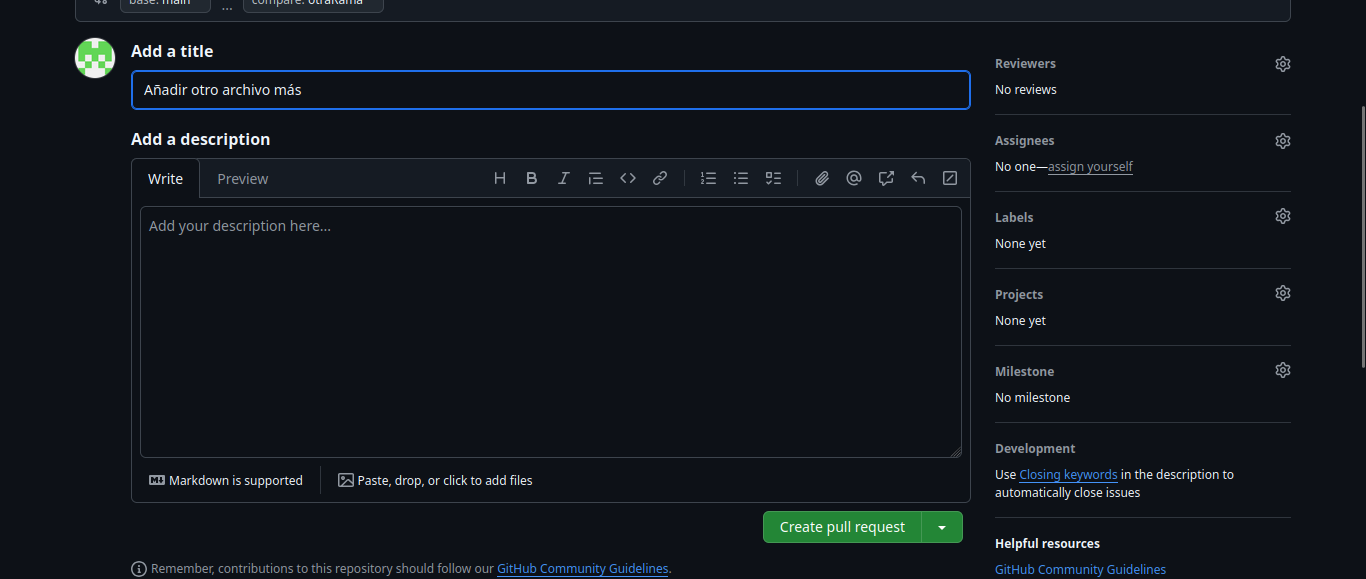 base: main ... compare: otraRama
Add a title
Añadir otro archivo más
Add a description
Write Preview
Add your description here...
Markdown is supported Paste, drop, or click to add files
Create pull request
Remember, contributions to this repository should follow our GitHub Community Guidelines.
Reviewers
No reviews
Assignees
No one—assign yourself
Labels
None yet
Projects
None yet
Milestone
No milestone
Development
Use Closing keywords in the description to
automatically close issues
Helpful resources
GitHub Community Guidelines